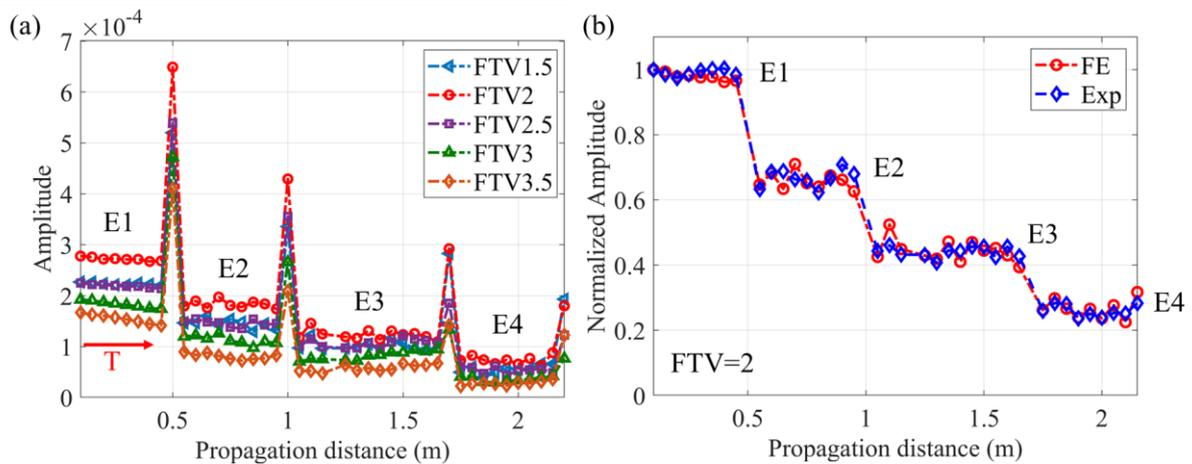 (a)
×10⁻⁴
7
6
5
4
3
2
1
0
Amplitude
E1
E2
E3
E4
T
FTV1.5
FTV2
FTV2.5
FTV3
FTV3.5
0.5
1
1.5
2
Propagation distance (m)
(b)
1
0.8
0.6
0.4
0.2
0
Normalized Amplitude
E1
E2
E3
E4
FE
Exp
FTV=2
0.5
1
1.5
2
Propagation distance (m)